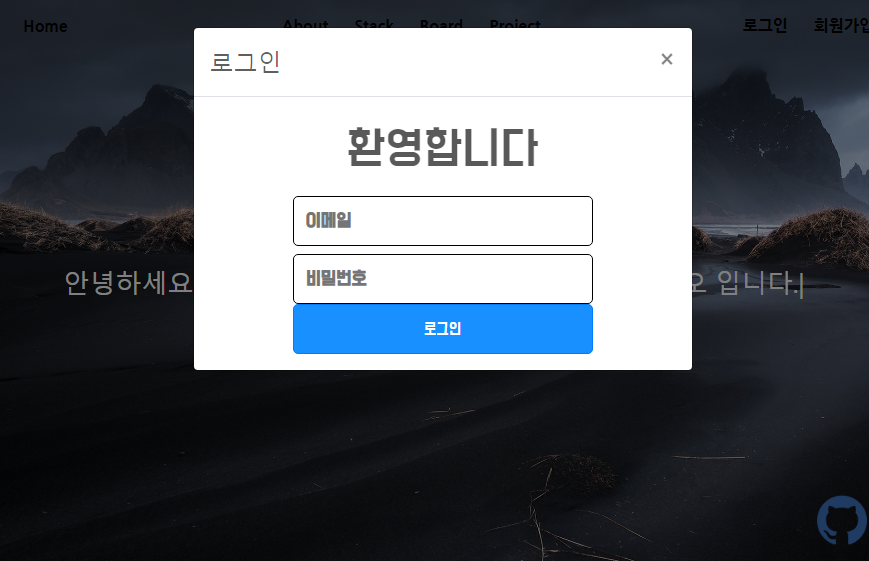 Home About Stack Board Project 로그인 회원가입
로그인 ×
환영합니다
이메일
안녕하세요 오 입니다.|
비밀번호
로그인